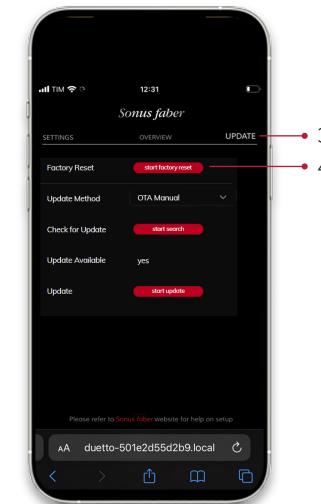 TIM 12:31
Sonus faber
SETTINGS OVERVIEW UPDATE
Factory Reset start factory reset
Update Method OTA Manual
Check for Update start search
Update Available yes
Update start update
Please refer to Sonus faber website for help on setup
AA duetto-501e2d55d2b9.local